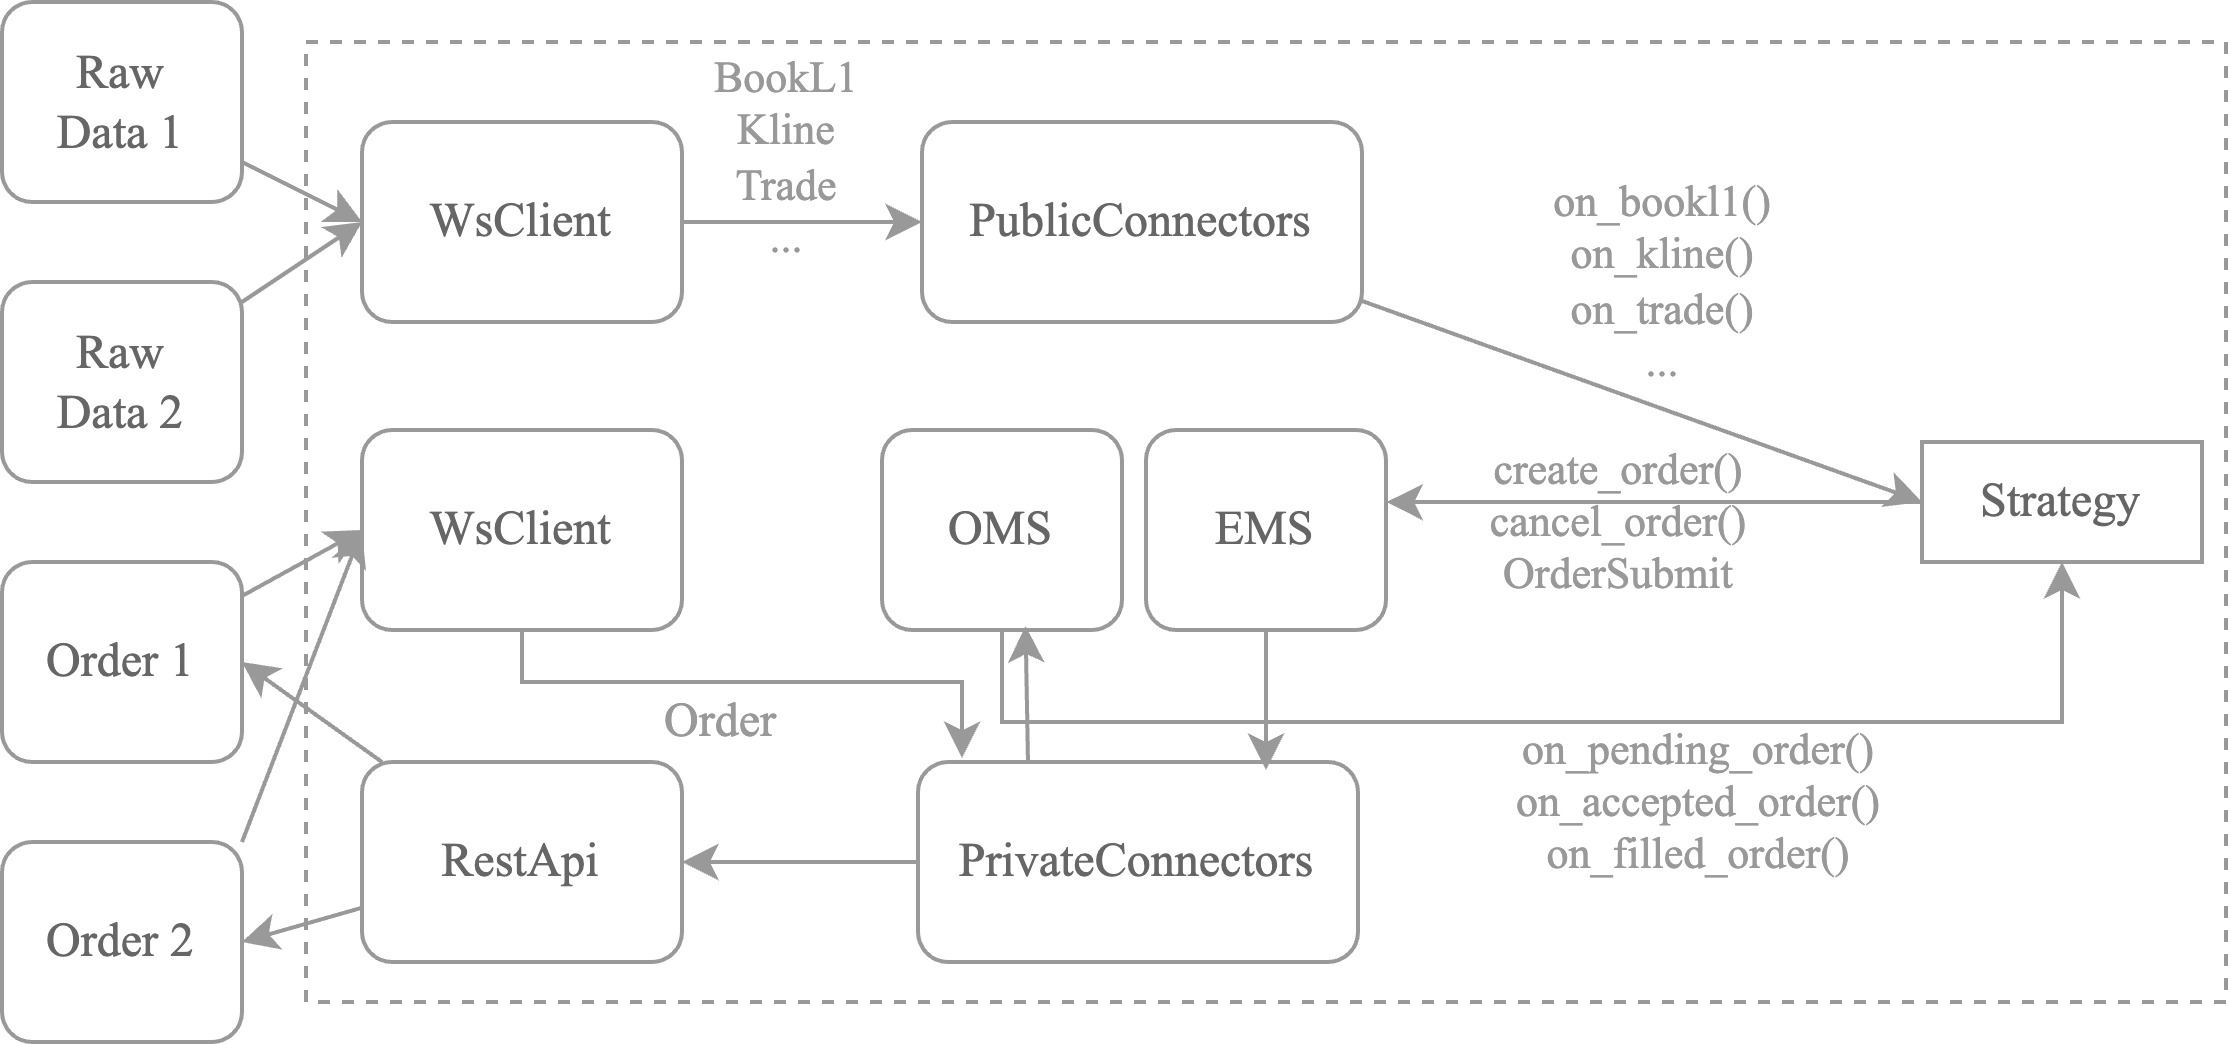 Raw
Data 1
BookL1
Kline
Trade
...
WsClient
PublicConnectors
on_bookl1()
on_kline()
on_trade()
...
Raw
Data 2
WsClient
OMS
EMS
create_order()
cancel_order()
OrderSubmit
Strategy
Order 1
Order
on_pending_order()
on_accepted_order()
on_filled_order()
Order 2
RestApi
PrivateConnectors